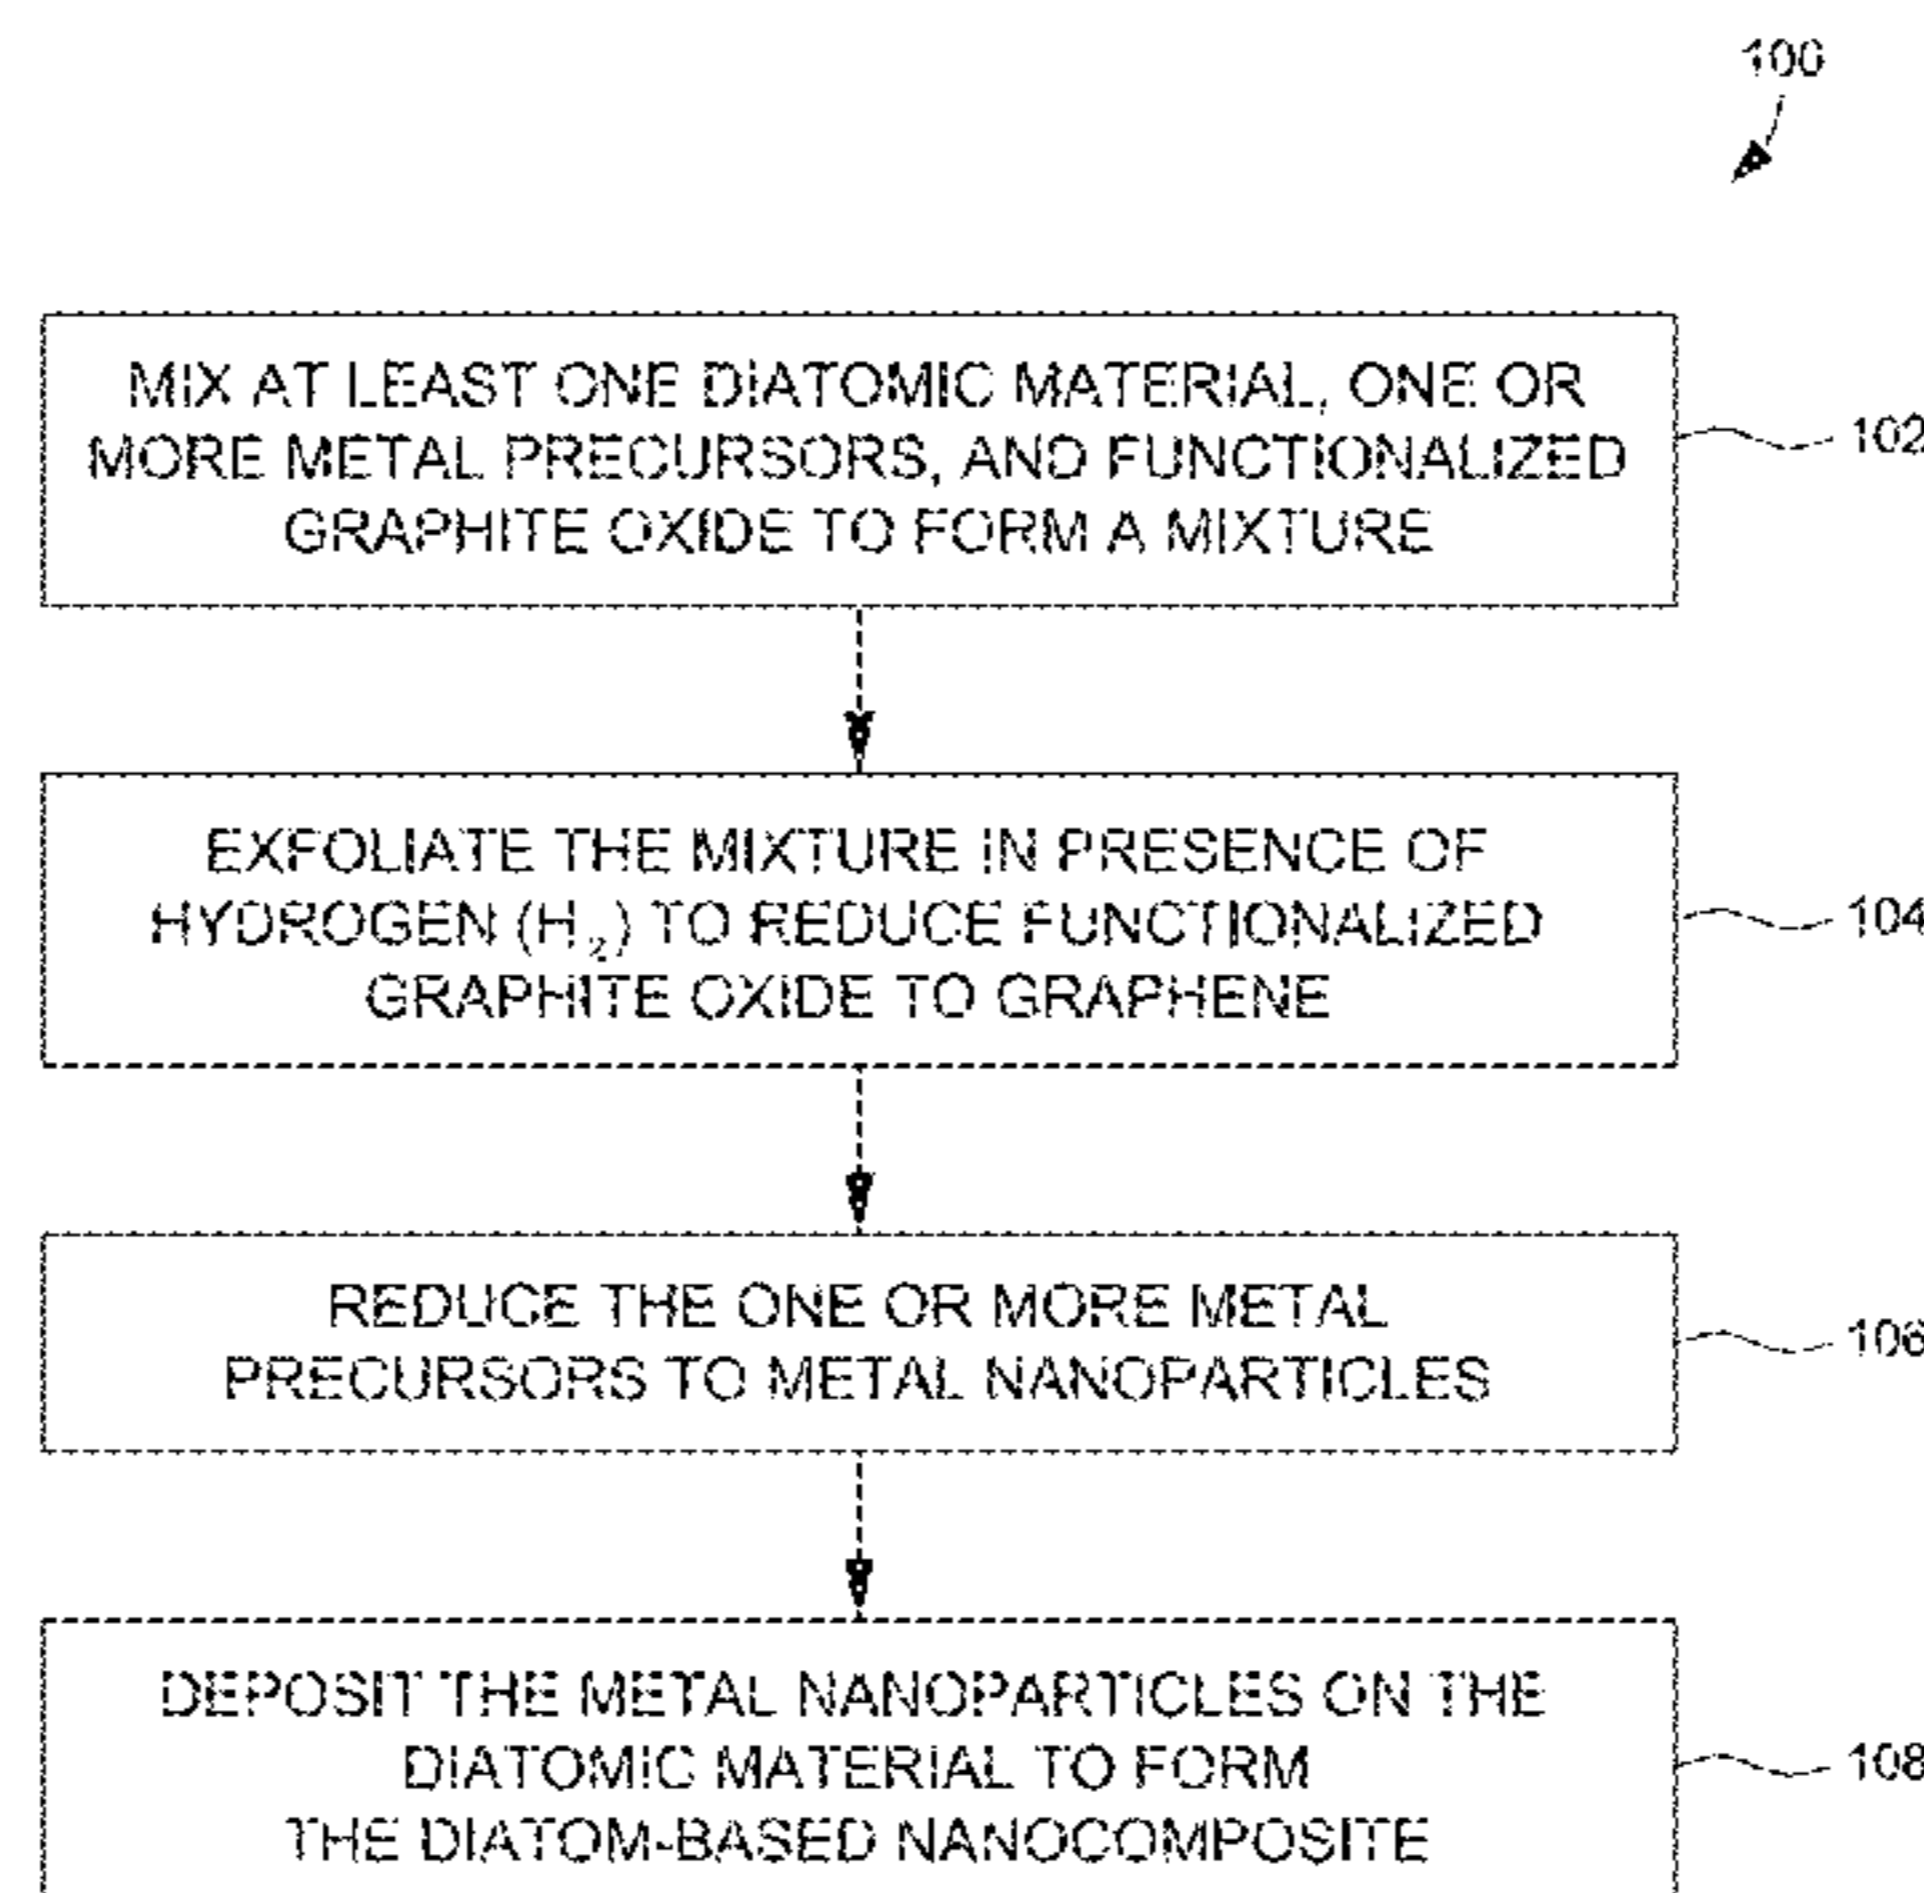 100
MIX AT LEAST ONE DIATOMIC MATERIAL, ONE OR
MORE METAL PRECURSORS, AND FUNCTIONALIZED
GRAPHITE OXIDE TO FORM A MIXTURE
102
EXFOLIATE THE MIXTURE IN PRESENCE OF
HYDROGEN (H₂) TO REDUCE FUNCTIONALIZED
GRAPHITE OXIDE TO GRAPHENE
104
REDUCE THE ONE OR MORE METAL
PRECURSORS TO METAL NANOPARTICLES
106
DEPOSIT THE METAL NANOPARTICLES ON THE
DIATOMIC MATERIAL TO FORM
THE DIATOM-BASED NANOCOMPOSITE
108